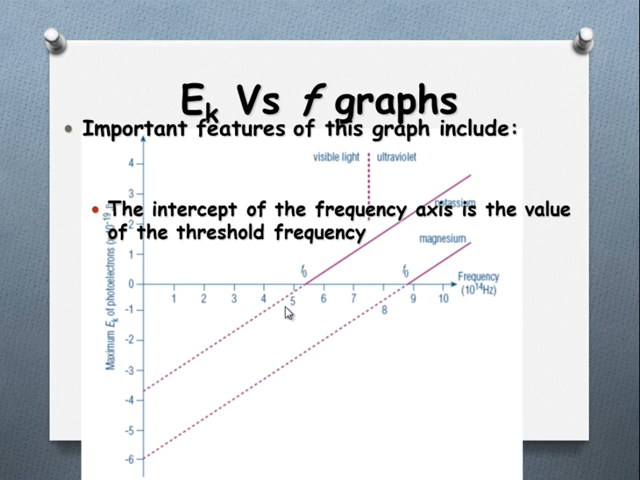 Ek Vs f graphs
Important features of this graph include:
visible light ultraviolet
The intercept of the frequency axis is the value
of the threshold frequency
potassium
magnesium
Maximum Ek of photoelectrons (×10-19 J)
4
3
2
1
0
-1
-2
-3
-4
-5
-6
f0
f0
1 2 3 4 5 6 7 8 9 10
Frequency
(10^14Hz)